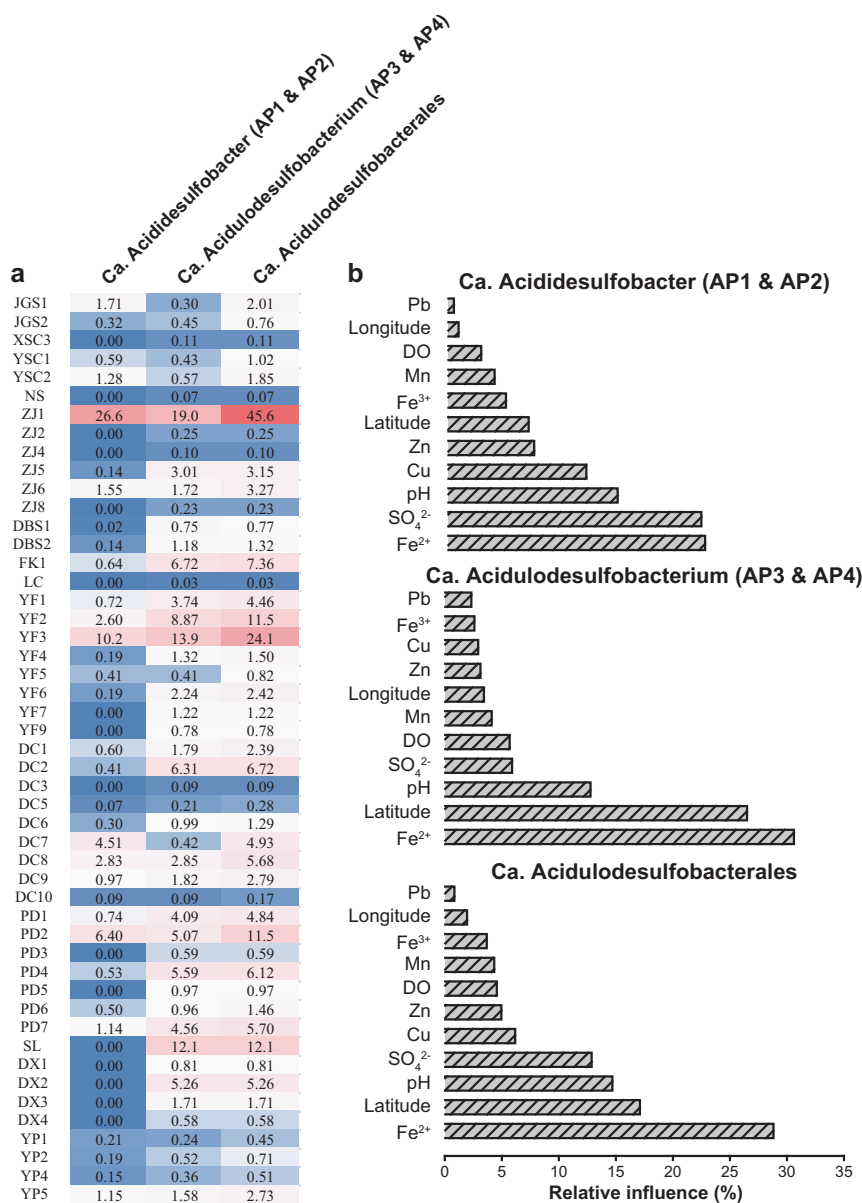 Ca. Acididesulfobacter (AP1 & AP2)
Ca. Acidulodesulfobacterium (AP3 & AP4)
Ca. Acidulodesulfobacterales
a
JGS1 1.71 0.30 2.01
JGS2 0.32 0.45 0.76
XSC3 0.00 0.11 0.11
YSC1 0.59 0.43 1.02
YSC2 1.28 0.57 1.85
NS 0.00 0.07 0.07
ZJ1 26.6 19.0 45.6
ZJ2 0.00 0.25 0.25
ZJ4 0.00 0.10 0.10
ZJ5 0.14 3.01 3.15
ZJ6 1.55 1.72 3.27
ZJ8 0.00 0.23 0.23
DBS1 0.02 0.75 0.77
DBS2 0.14 1.18 1.32
FK1 0.64 6.72 7.36
LC 0.00 0.03 0.03
YF1 0.72 3.74 4.46
YF2 2.60 8.87 11.5
YF3 10.2 13.9 24.1
YF4 0.19 1.32 1.50
YF5 0.41 0.41 0.82
YF6 0.19 2.24 2.42
YF7 0.00 1.22 1.22
YF9 0.00 0.78 0.78
DC1 0.60 1.79 2.39
DC2 0.41 6.31 6.72
DC3 0.00 0.09 0.09
DC5 0.07 0.21 0.28
DC6 0.30 0.99 1.29
DC7 4.51 0.42 4.93
DC8 2.83 2.85 5.68
DC9 0.97 1.82 2.79
DC10 0.09 0.09 0.17
PD1 0.74 4.09 4.84
PD2 6.40 5.07 11.5
PD3 0.00 0.59 0.59
PD4 0.53 5.59 6.12
PD5 0.00 0.97 0.97
PD6 0.50 0.96 1.46
PD7 1.14 4.56 5.70
SL 0.00 12.1 12.1
DX1 0.00 0.81 0.81
DX2 0.00 5.26 5.26
DX3 0.00 1.71 1.71
DX4 0.00 0.58 0.58
YP1 0.21 0.24 0.45
YP2 0.19 0.52 0.71
YP4 0.15 0.36 0.51
YP5 1.15 1.58 2.73
b
Ca. Acididesulfobacter (AP1 & AP2)
Pb
Longitude
DO
Mn
Fe³⁺
Latitude
Zn
Cu
pH
SO₄²⁻
Fe²⁺
Ca. Acidulodesulfobacterium (AP3 & AP4)
Pb
Fe³⁺
Cu
Zn
Longitude
Mn
DO
SO₄²⁻
pH
Latitude
Fe²⁺
Ca. Acidulodesulfobacterales
Pb
Longitude
Fe³⁺
Mn
DO
Zn
Cu
SO₄²⁻
pH
Latitude
Fe²⁺
0 5 10 15 20 25 30 35
Relative influence (%)